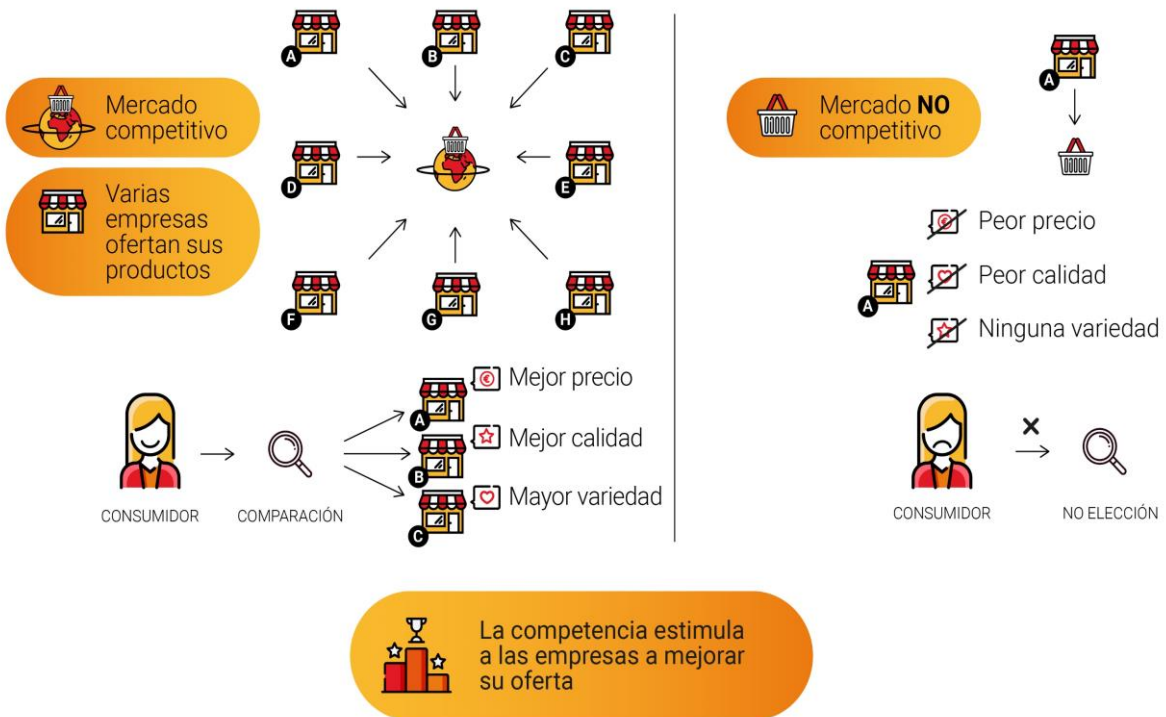 A
B
C
Mercado
competitivo
D
E
Varias
empresas
ofertan sus
productos
F
G
H
CONSUMIDOR
COMPARACIÓN
A
Mejor precio
B
Mejor calidad
C
Mayor variedad
Mercado NO
competitivo
A
Peor precio
A
Peor calidad
Ninguna variedad
CONSUMIDOR
NO ELECCIÓN
La competencia estimula
a las empresas a mejorar
su oferta